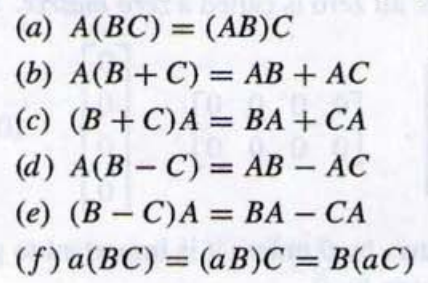 (a) A(BC) = (AB)C
(b) A(B + C) = AB + AC
(c) (B + C)A = BA + CA
(d) A(B − C) = AB − AC
(e) (B − C)A = BA − CA
(f) a(BC) = (aB)C = B(aC)